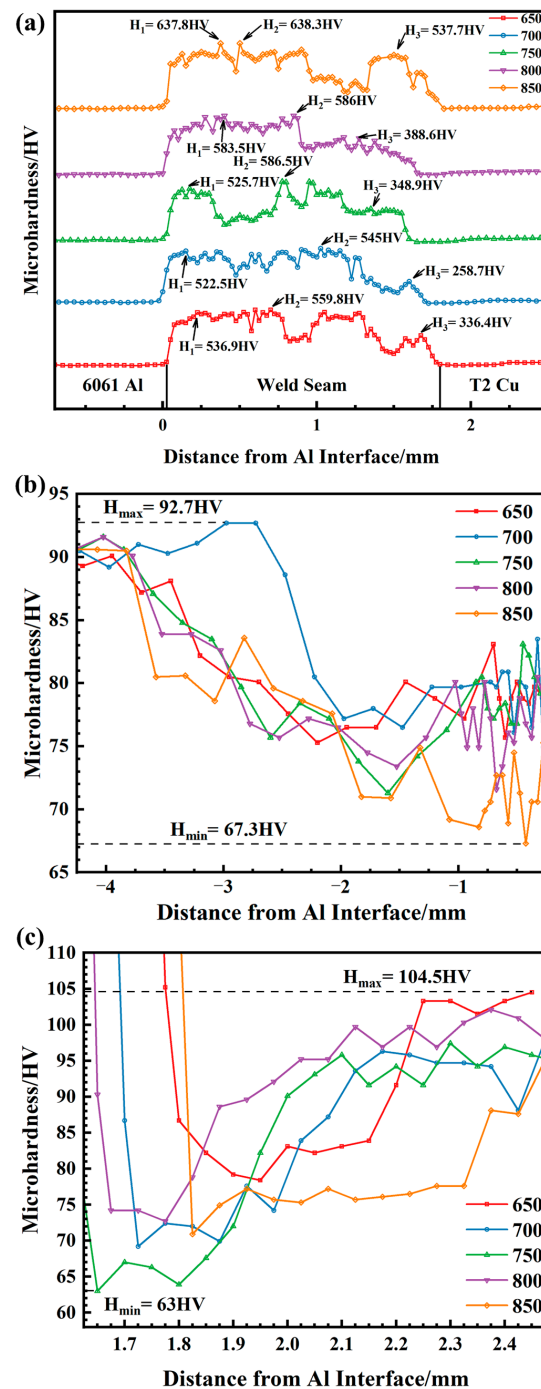 (a)
H1= 637.8HV
H2= 638.3HV
H3= 537.7HV
650
700
750
800
850
H2= 586HV
H1= 583.5HV
H3= 388.6HV
H2= 586.5HV
H1= 525.7HV
H3= 348.9HV
H2= 545HV
H1= 522.5HV
H3= 258.7HV
H2= 559.8HV
H3= 336.4HV
H1= 536.9HV
Microhardness/HV
6061 Al
Weld Seam
T2 Cu
0 1 2
Distance from Al Interface/mm
(b)
95
90
85
80
75
70
65
Hmax= 92.7HV
650
700
750
800
850
Hmin= 67.3HV
Microhardness/HV
−4 −3 −2 −1
Distance from Al Interface/mm
(c)
110
105
100
95
90
85
80
75
70
65
60
Hmax= 104.5HV
650
700
750
800
850
Hmin= 63HV
Microhardness/HV
1.7 1.8 1.9 2.0 2.1 2.2 2.3 2.4
Distance from Al Interface/mm